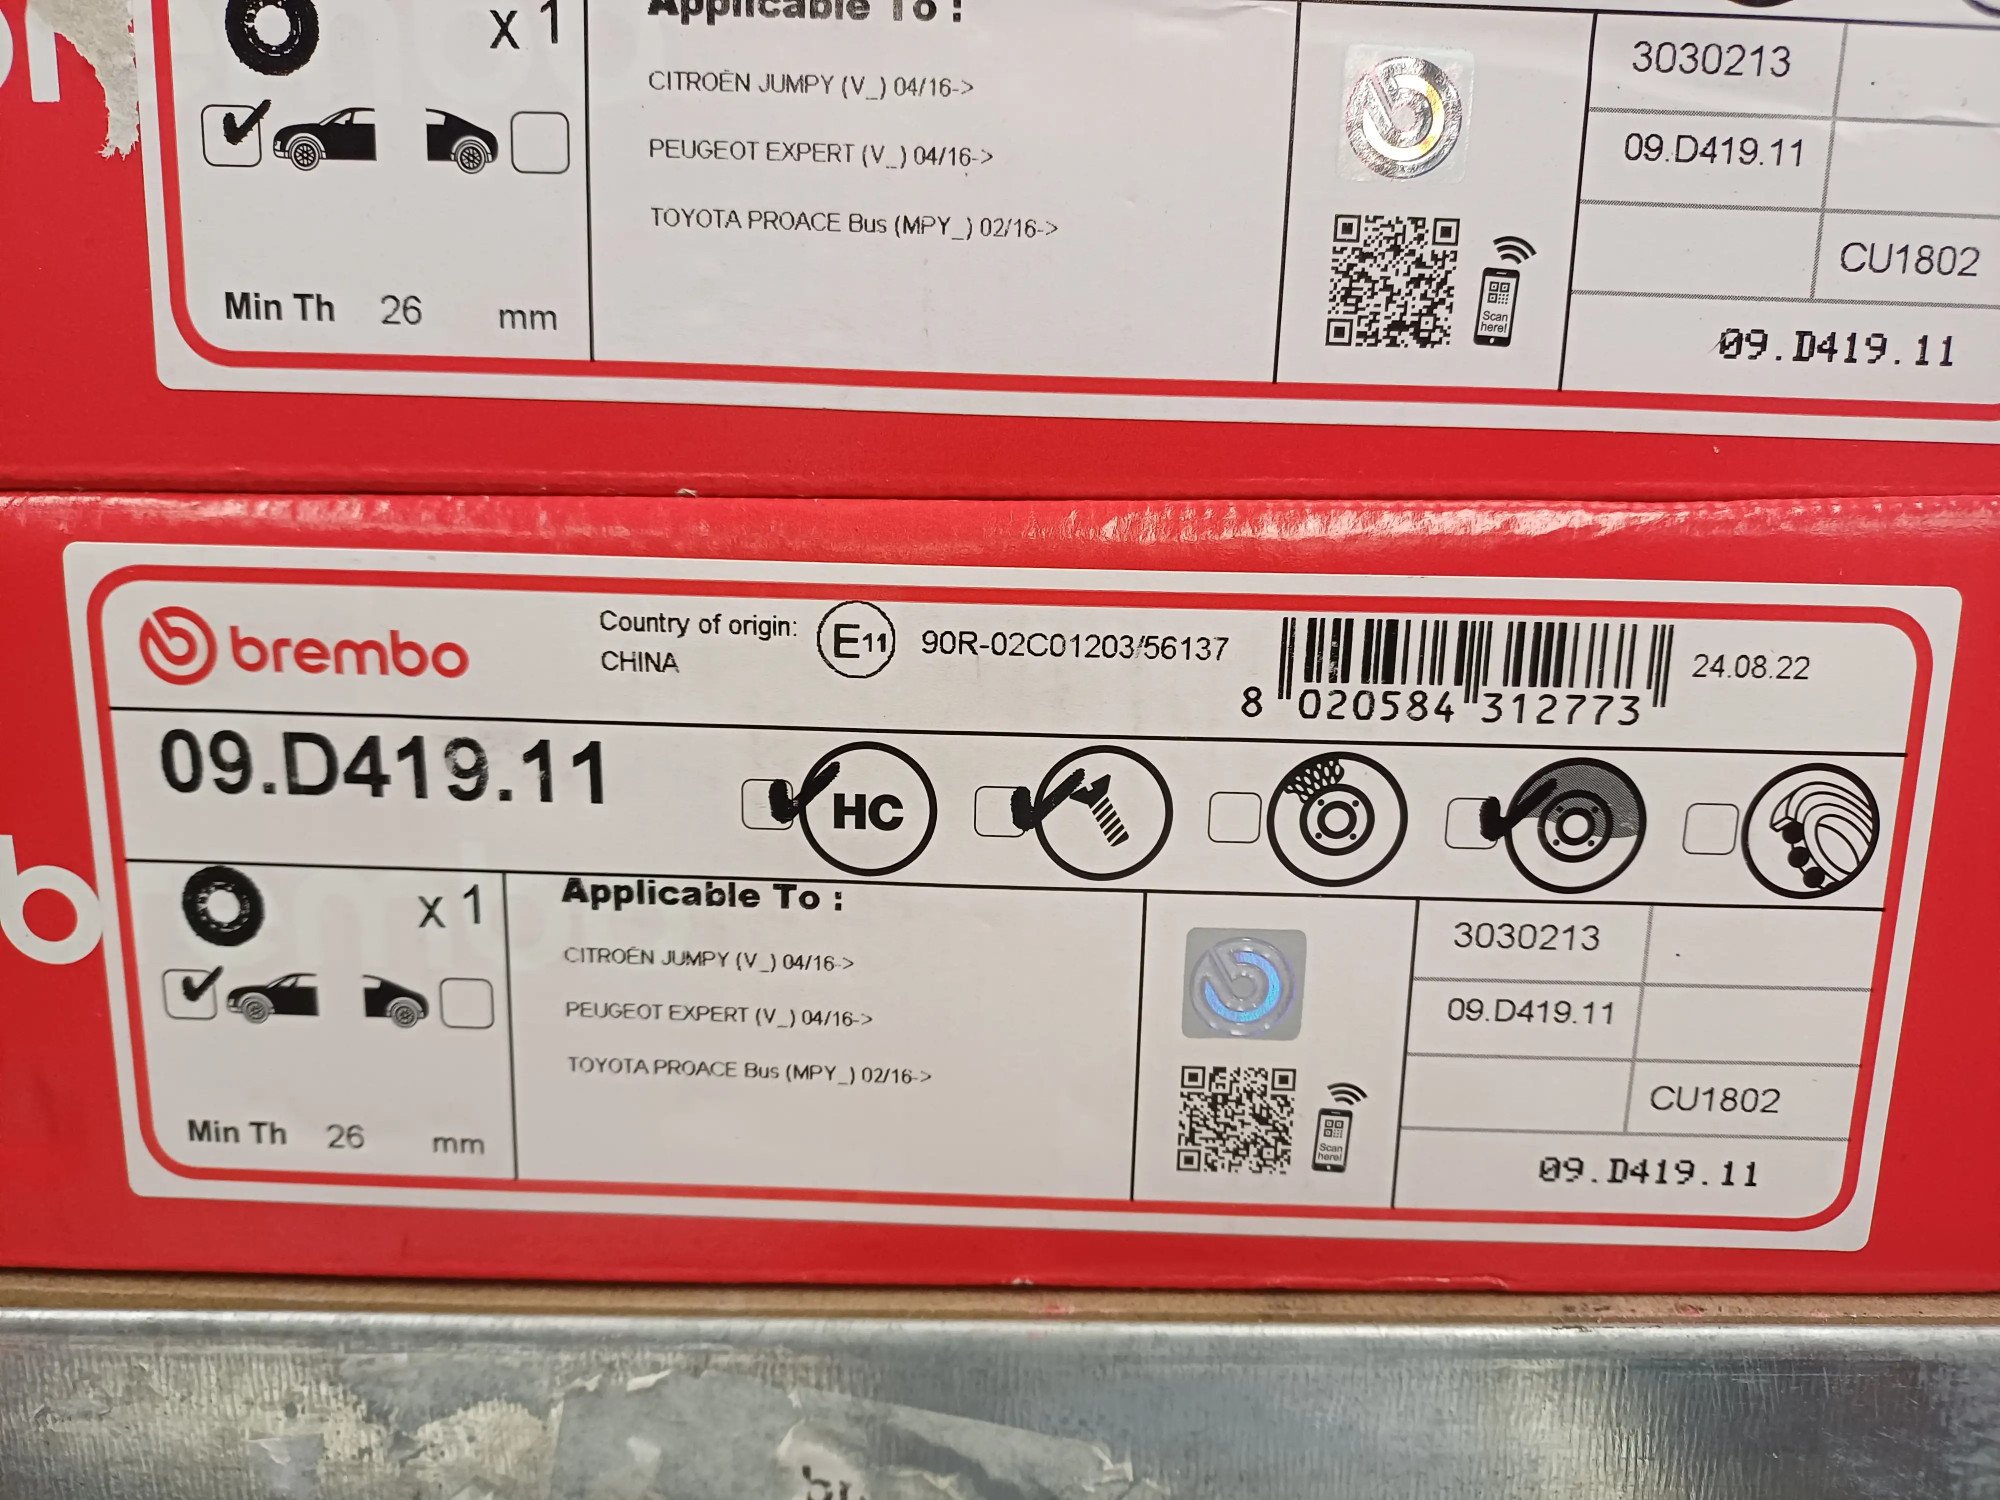 x 1
Applicable To :
CITROËN JUMPY (V_) 04/16->
PEUGEOT EXPERT (V_) 04/16->
TOYOTA PROACE Bus (MPY_) 02/16->
Min Th 26 mm
Scan here!
3030213
09.D419.11
CU1802
09.D419.11
brembo
Country of origin:
CHINA
E11
90R-02C01203/56137
8 020584 312773
24.08.22
09.D419.11
HC
x 1
Applicable To :
CITROËN JUMPY (V_) 04/16->
PEUGEOT EXPERT (V_) 04/16->
TOYOTA PROACE Bus (MPY_) 02/16->
Min Th 26 mm
Scan here!
3030213
09.D419.11
CU1802
09.D419.11